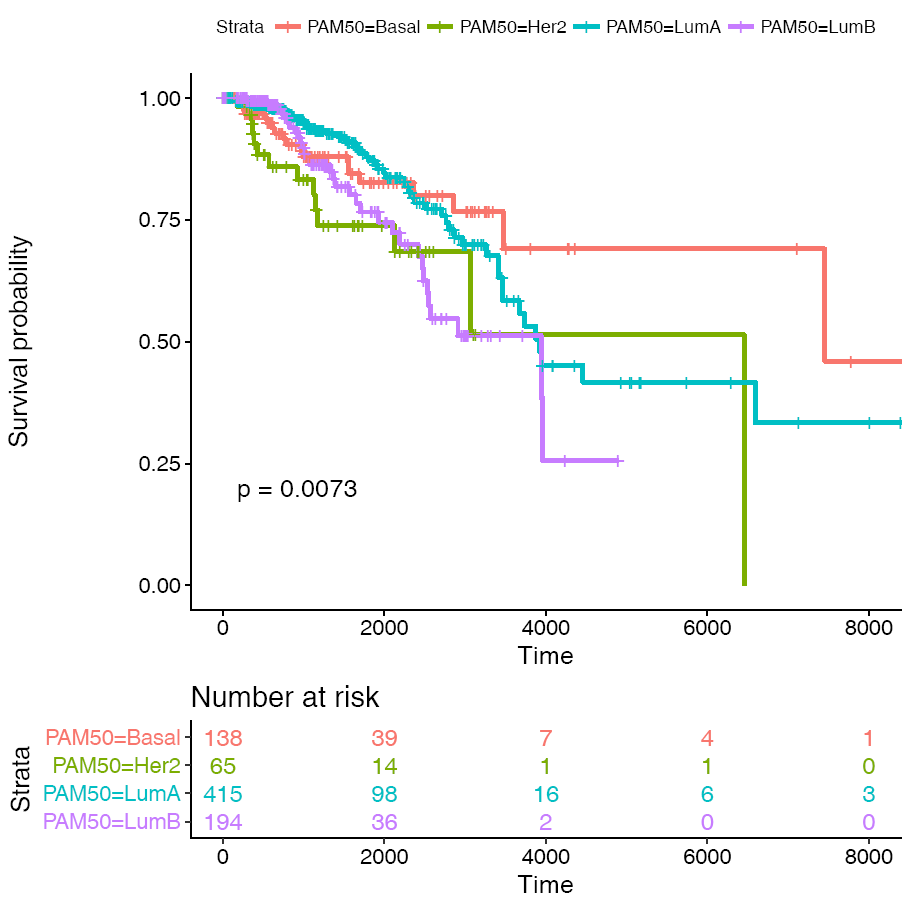 Strata PAM50=Basal PAM50=Her2 PAM50=LumA PAM50=LumB
1.00
0.75
0.50
0.25
0.00
Survival probability
p = 0.0073
0 2000 4000 6000 8000
Time
Number at risk
Strata
PAM50=Basal 138 39 7 4 1
PAM50=Her2 65 14 1 1 0
PAM50=LumA 415 98 16 6 3
PAM50=LumB 194 36 2 0 0
0 2000 4000 6000 8000
Time